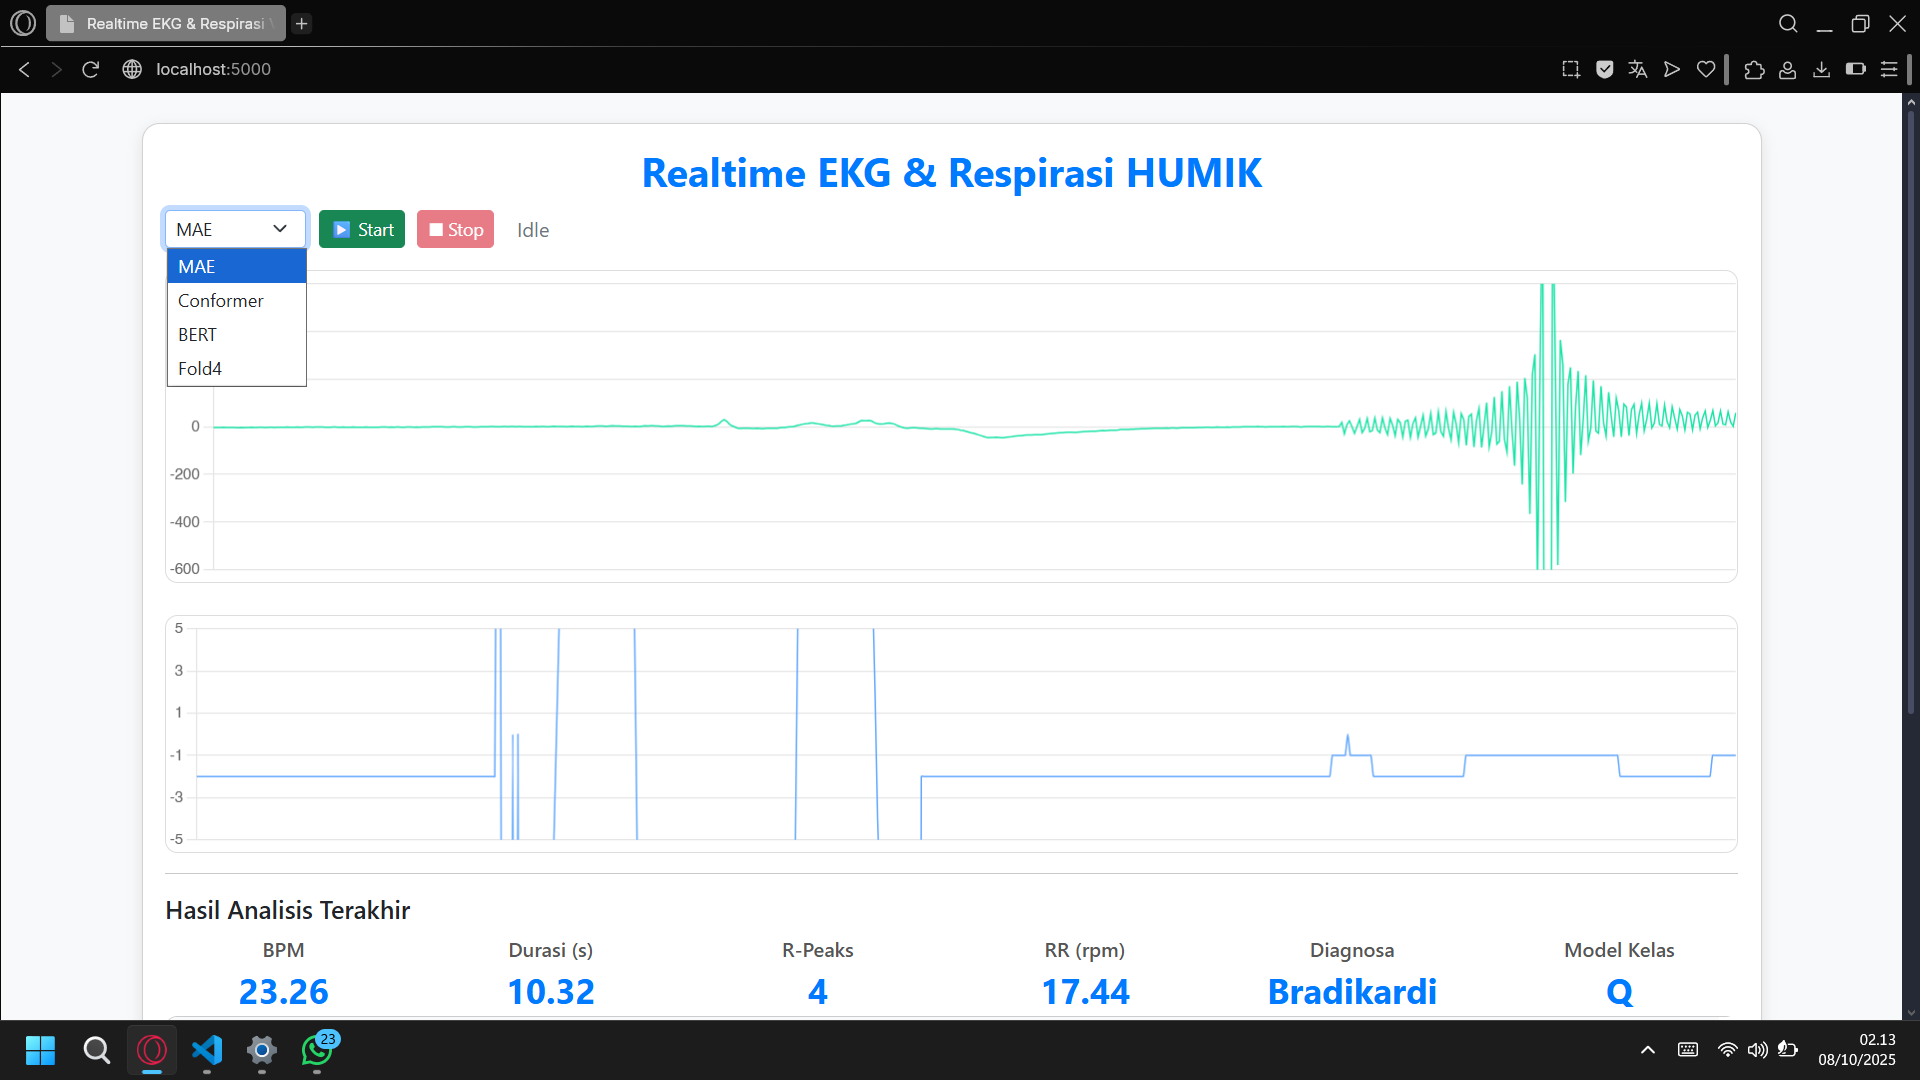 Realtime EKG & Respirasi
localhost:5000
Realtime EKG & Respirasi HUMIK
MAE
Start
Stop
Idle
MAE
Conformer
BERT
Fold4
0
-200
-400
-600
5
3
1
-1
-3
-5
Hasil Analisis Terakhir
BPM
Durasi (s)
R-Peaks
RR (rpm)
Diagnosa
Model Kelas
23.26
10.32
4
17.44
Bradikardi
Q
23
02.13
08/10/2025